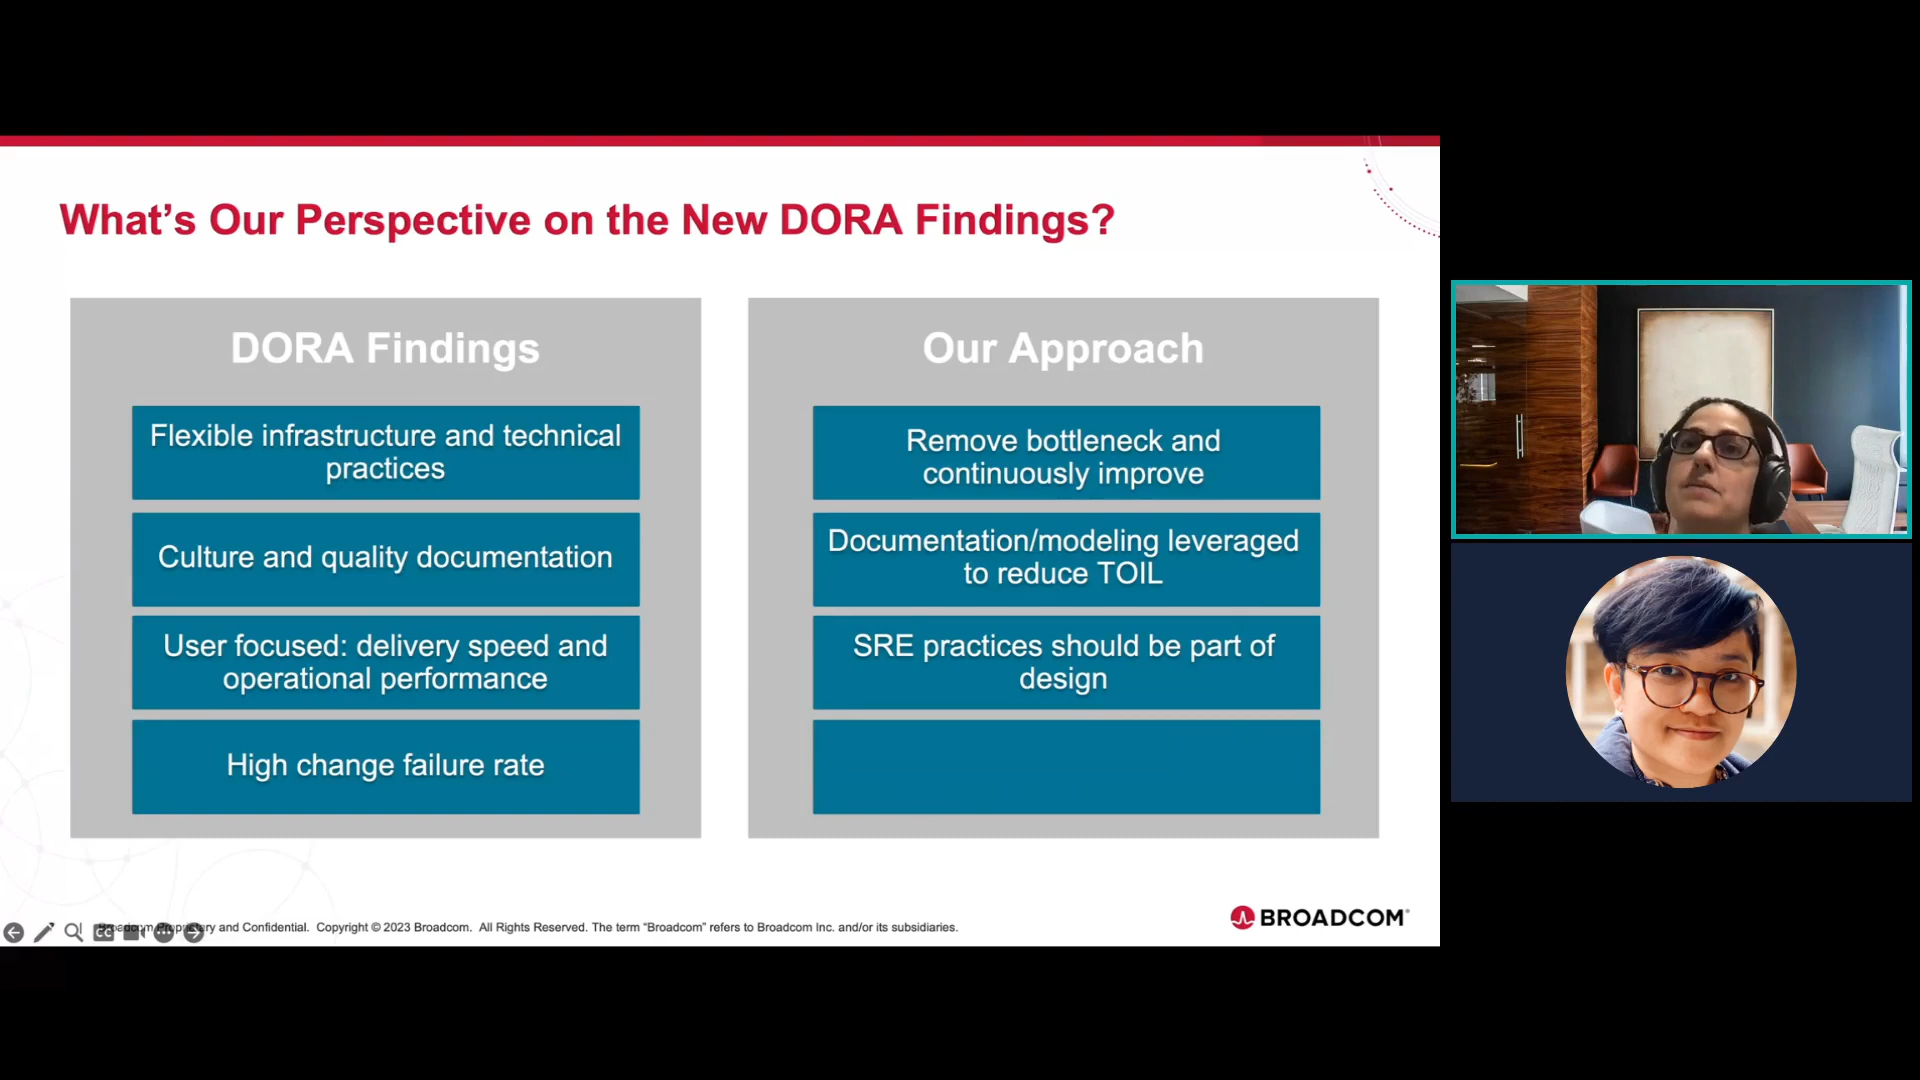 What’s Our Perspective on the New DORA Findings?
DORA Findings
Flexible infrastructure and technical
practices
Culture and quality documentation
User focused: delivery speed and
operational performance
High change failure rate
Our Approach
Remove bottleneck and
continuously improve
Documentation/modeling leveraged
to reduce TOIL
SRE practices should be part of
design
Broadcom Proprietary and Confidential. Copyright © 2023 Broadcom. All Rights Reserved. The term “Broadcom” refers to Broadcom Inc. and/or its subsidiaries.
CC
BROADCOM®